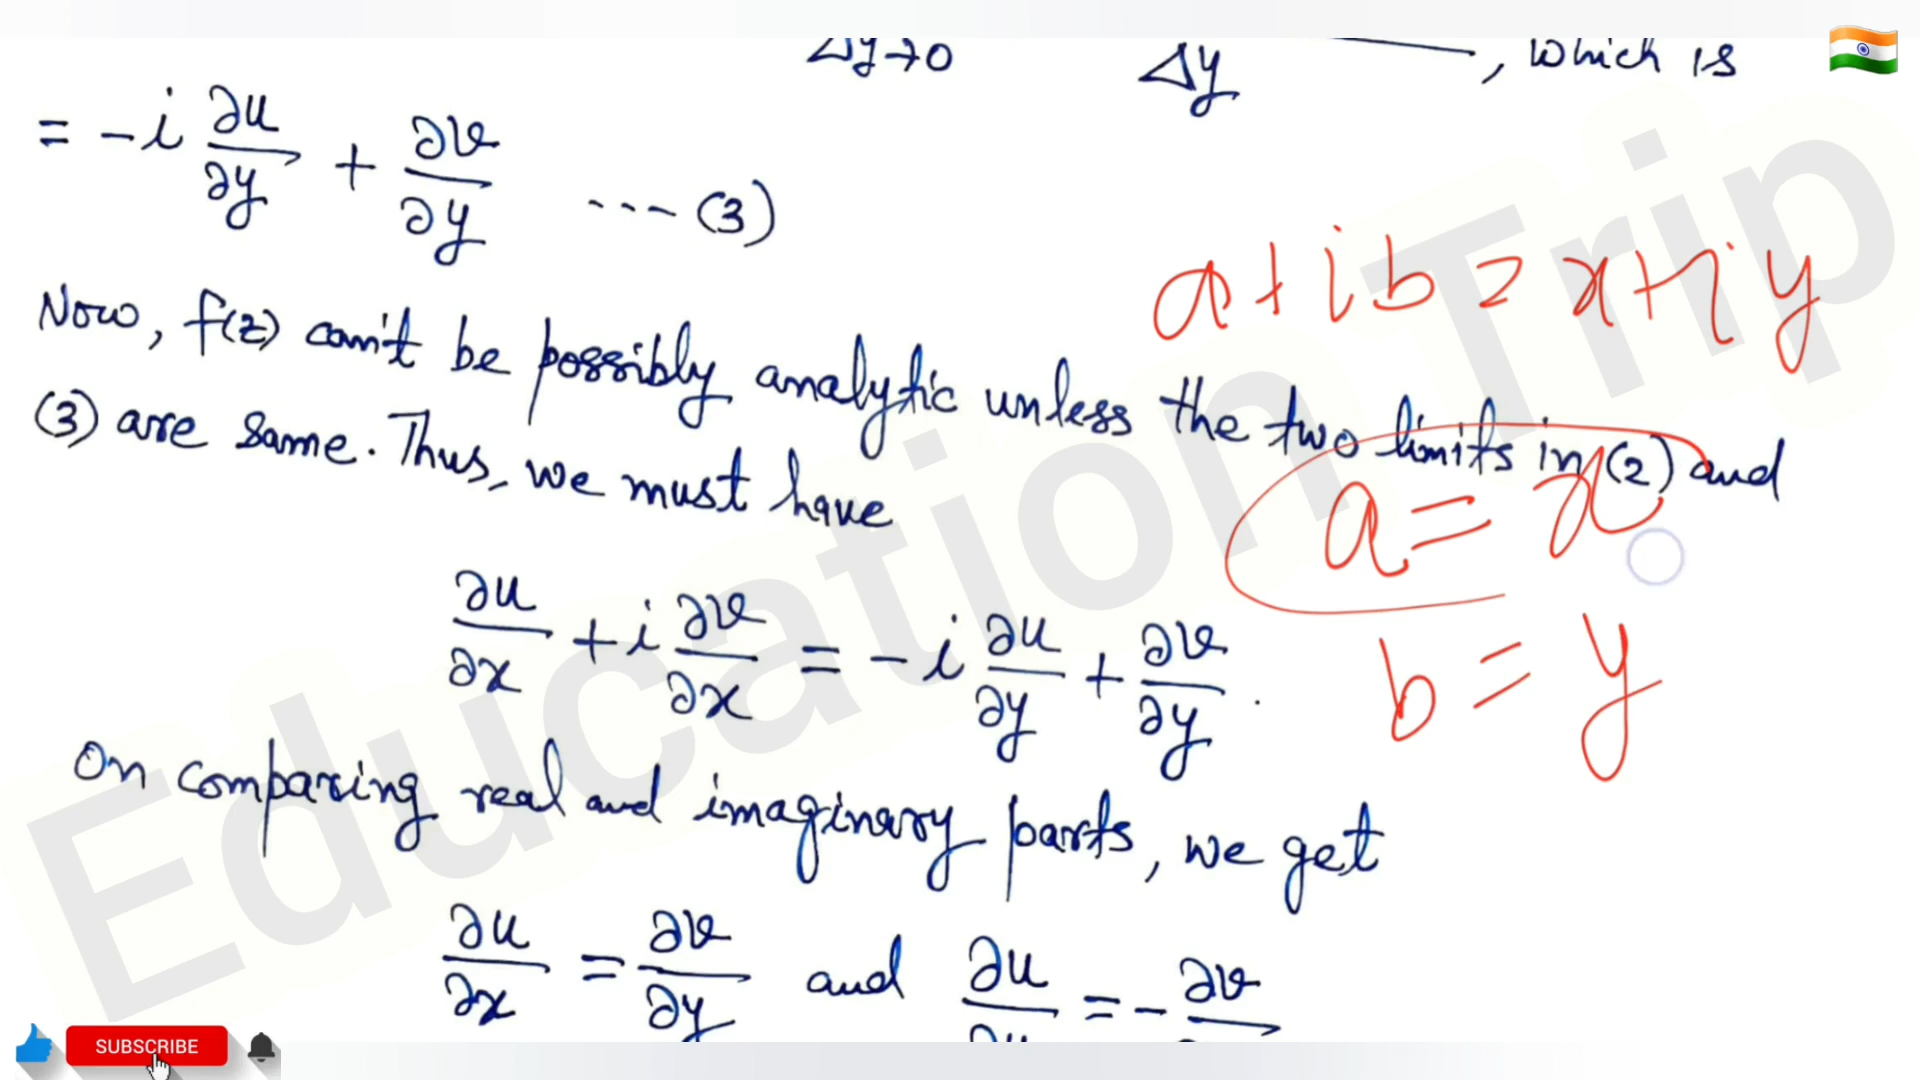 Δy→0 Δy , which is
= -i ∂u/∂y + ∂v/∂y --- (3)
a+ib = x+iy
Now, f(z) can't be possibly analytic unless the two limits in (2) and
(3) are same. Thus, we must have
a = x
∂u/∂x + i ∂v/∂x = -i ∂u/∂y + ∂v/∂y .
b = y
On comparing real and imaginary parts, we get
∂u/∂x = ∂v/∂y and ∂u/∂y = - ∂v/
SUBSCRIBE
Education Trip